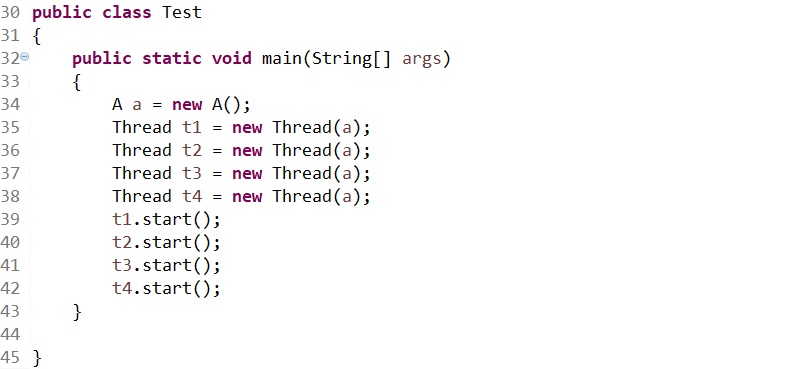 30 public class Test
31 {
32 public static void main(String[] args)
33 {
34 A a = new A();
35 Thread t1 = new Thread(a);
36 Thread t2 = new Thread(a);
37 Thread t3 = new Thread(a);
38 Thread t4 = new Thread(a);
39 t1.start();
40 t2.start();
41 t3.start();
42 t4.start();
43 }
44
45 }